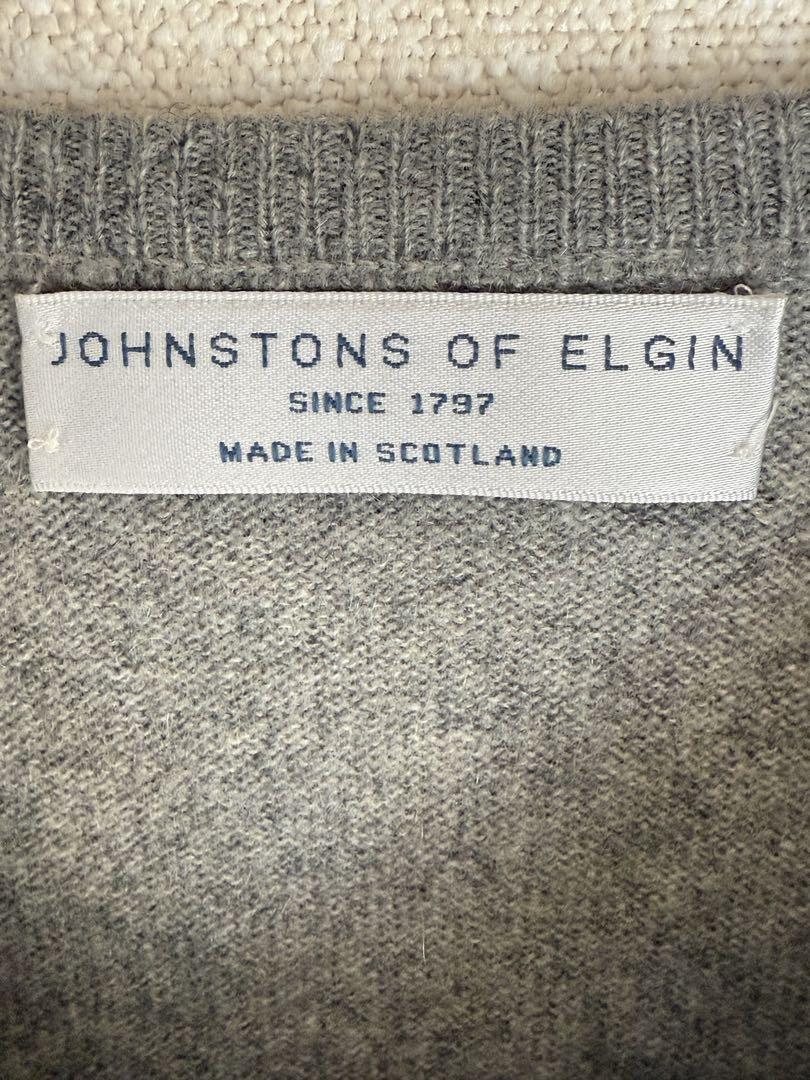 JOHNSTONS OF ELGIN
SINCE 1797
MADE IN SCOTLAND